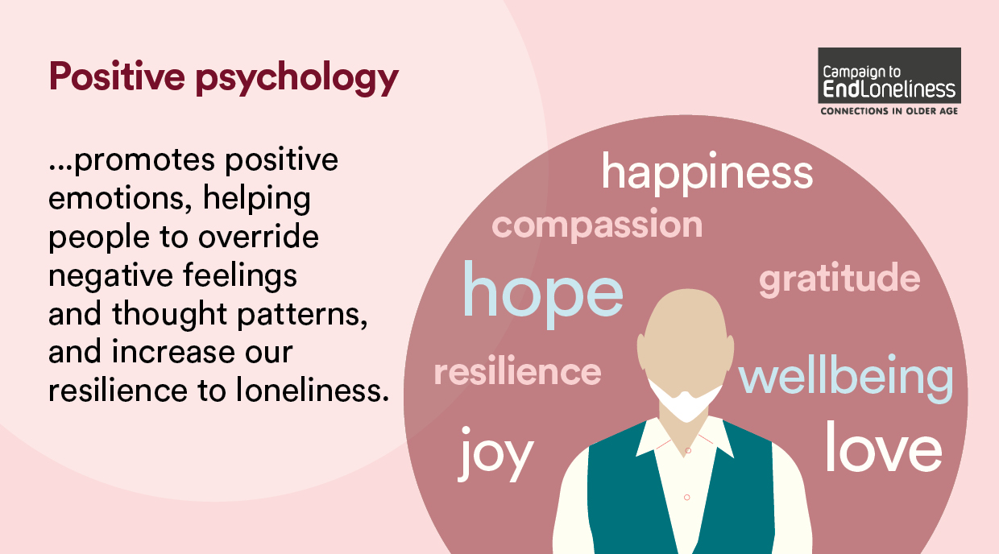 Positive psychology
...promotes positive
emotions, helping
people to override
negative feelings
and thought patterns,
and increase our
resilience to loneliness.
Campaign to
EndLoneliness
CONNECTIONS IN OLDER AGE
happiness
compassion
hope
gratitude
resilience
wellbeing
joy
love